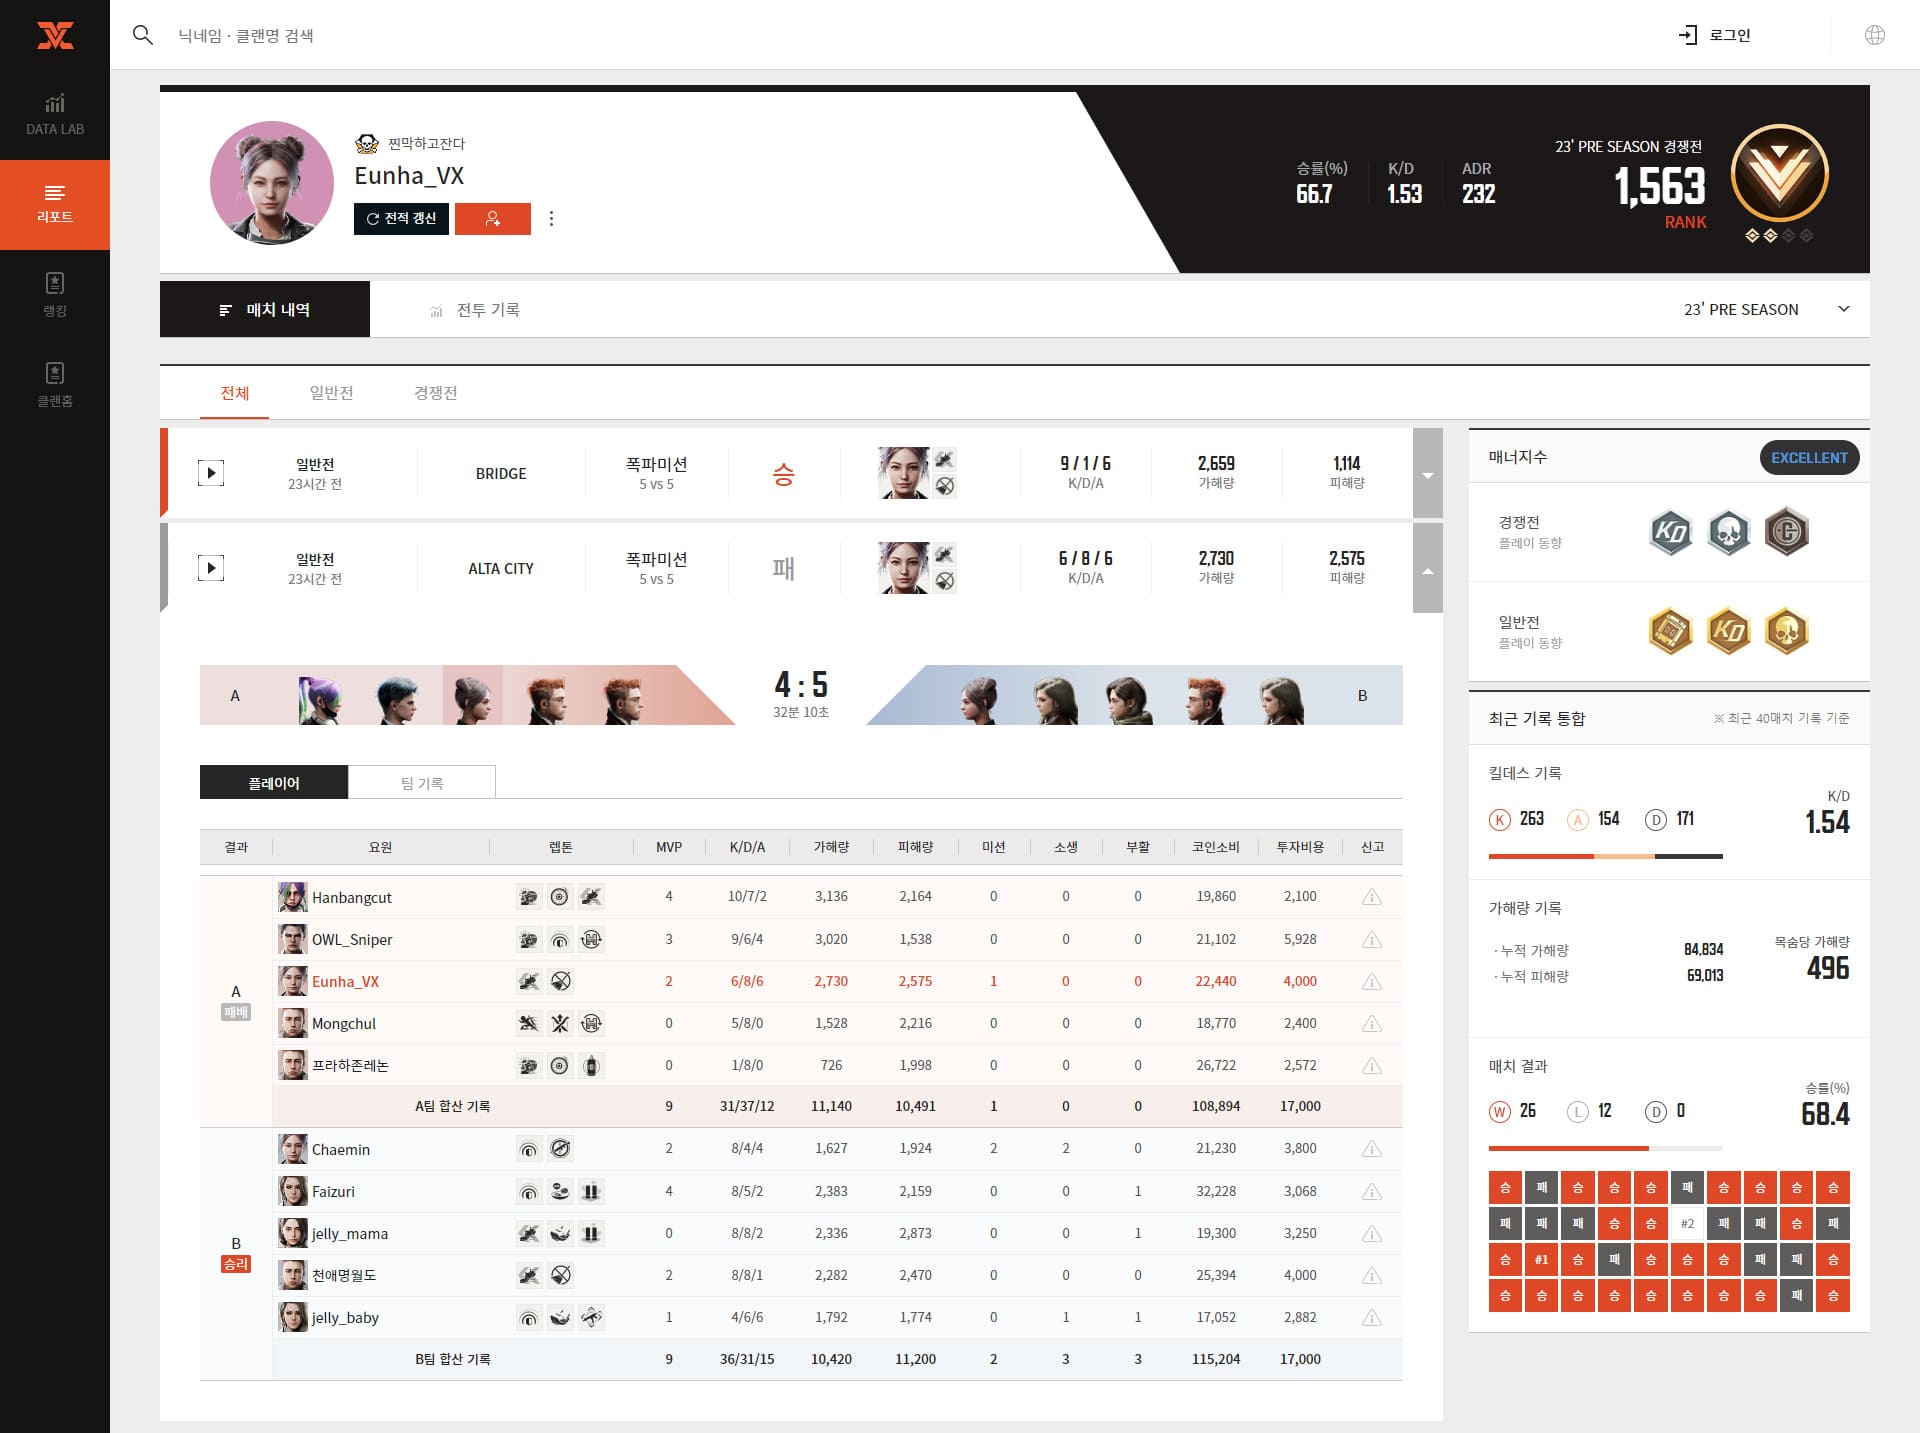 닉네임 · 클랜명 검색
로그인
DATA LAB
리포트
랭킹
클랜홈
찐막하고잔다
Eunha_VX
전적 갱신
승률(%) K/D ADR
66.7 1.53 232
23' PRE SEASON 경쟁전
1,563
RANK
매치 내역 전투 기록 23' PRE SEASON
전체 일반전 경쟁전
일반전 BRIDGE 폭파미션 승 9 / 1 / 6 2,659 1,114
23시간 전 5 vs 5 K/D/A 가해량 피해량
일반전 ALTA CITY 폭파미션 패 6 / 8 / 6 2,730 2,575
23시간 전 5 vs 5 K/D/A 가해량 피해량
A 4 : 5 B
32분 10초
플레이어 팀 기록
결과 요원 렙톤 MVP K/D/A 가해량 피해량 미션 소생 부활 코인소비 투자비용 신고
Hanbangcut 4 10/7/2 3,136 2,164 0 0 0 19,860 2,100
OWL_Sniper 3 9/6/4 3,020 1,538 0 0 0 21,102 5,928
Eunha_VX 2 6/8/6 2,730 2,575 1 0 0 22,440 4,000
A
패배
Mongchul 0 5/8/0 1,528 2,216 0 0 0 18,770 2,400
프라하존레논 0 1/8/0 726 1,998 0 0 0 26,722 2,572
A팀 합산 기록 9 31/37/12 11,140 10,491 1 0 0 108,894 17,000
Chaemin 2 8/4/4 1,627 1,924 2 2 0 21,230 3,800
Faizuri 4 8/5/2 2,383 2,159 0 0 1 32,228 3,068
jelly_mama 0 8/8/2 2,336 2,873 0 0 1 19,300 3,250
B
승리
천애명월도 2 8/8/1 2,282 2,470 0 0 0 25,394 4,000
jelly_baby 1 4/6/6 1,792 1,774 0 1 1 17,052 2,882
B팀 합산 기록 9 36/31/15 10,420 11,200 2 3 3 115,204 17,000
매너지수 EXCELLENT
경쟁전
플레이 동향
KD
일반전
플레이 동향
KD
최근 기록 통합 ※ 최근 40매치 기록 기준
킬데스 기록
K/D
K 263 A 154 D 171 1.54
가해량 기록
· 누적 가해량 84,834 목숨당 가해량
· 누적 피해량 69,013 496
매치 결과
승률(%)
W 26 L 12 D 0 68.4
승 패 승 승 승 패 승 승 승 승
패 패 패 승 승 #2 패 패 승 패
승 #1 승 패 승 승 승 패 패 승
승 승 승 승 승 승 승 승 패 승